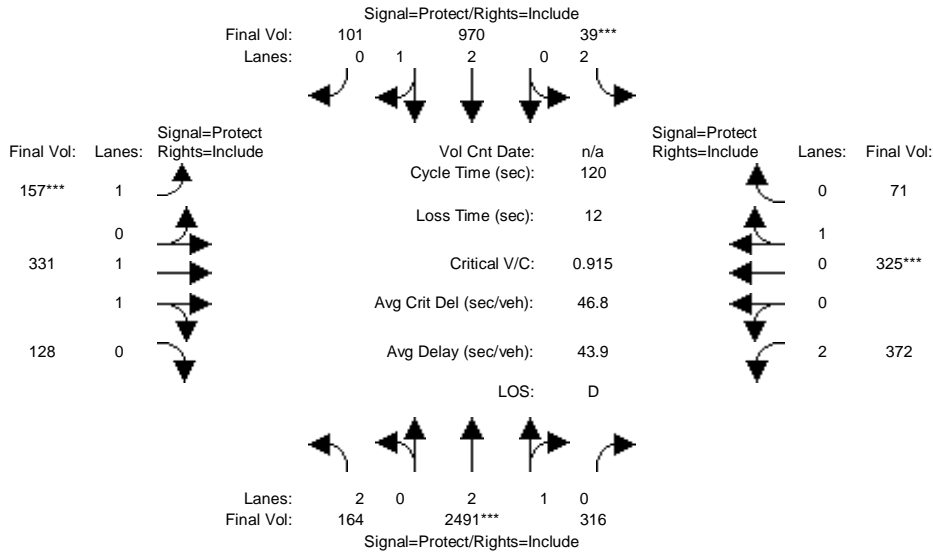 Signal=Protect/Rights=Include
Final Vol: 101 970 39***
Lanes: 0 1 2 0 2
Signal=Protect
Final Vol: Lanes: Rights=Include
Vol Cnt Date: n/a
Signal=Protect
Rights=Include Lanes: Final Vol:
Cycle Time (sec): 120
157*** 1
0 71
Loss Time (sec): 12
0
1
331 1
Critical V/C: 0.915
0 325***
1
Avg Crit Del (sec/veh): 46.8
0
128 0
Avg Delay (sec/veh): 43.9
2 372
LOS: D
Lanes: 2 0 2 1 0
Final Vol: 164 2491*** 316
Signal=Protect/Rights=Include